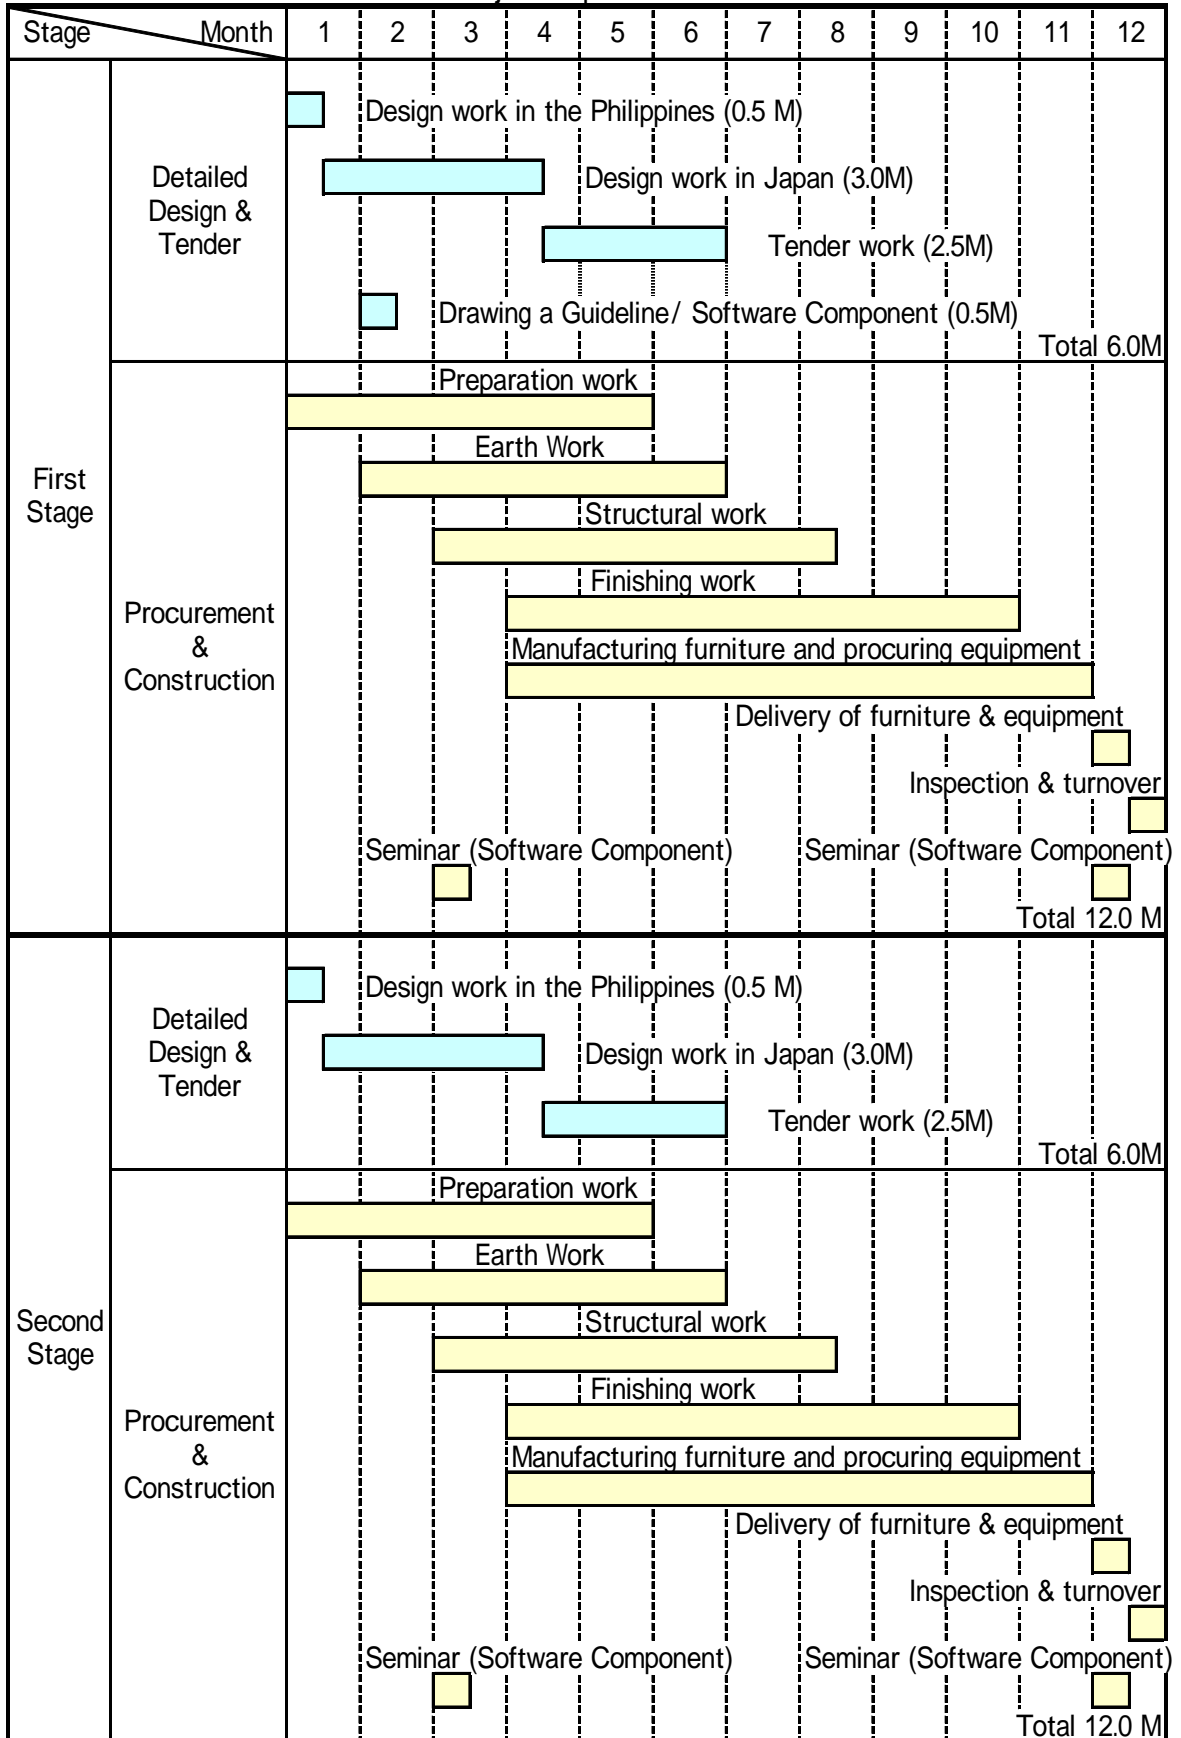 Stage Month 1 2 3 4 5 6 7 8 9 10 11 12
First
Stage
Detailed
Design &
Tender
Design work in the Philippines (0.5 M)
Design work in Japan (3.0M)
Tender work (2.5M)
Drawing a Guideline/ Software Component (0.5M)
Total 6.0M
Procurement
&
Construction
Preparation work
Earth Work
Structural work
Finishing work
Manufacturing furniture and procuring equipment
Delivery of furniture & equipment
Inspection & turnover
Seminar (Software Component) Seminar (Software Component)
Total 12.0 M
Second
Stage
Detailed
Design &
Tender
Design work in the Philippines (0.5 M)
Design work in Japan (3.0M)
Tender work (2.5M)
Total 6.0M
Procurement
&
Construction
Preparation work
Earth Work
Structural work
Finishing work
Manufacturing furniture and procuring equipment
Delivery of furniture & equipment
Inspection & turnover
Seminar (Software Component) Seminar (Software Component)
Total 12.0 M